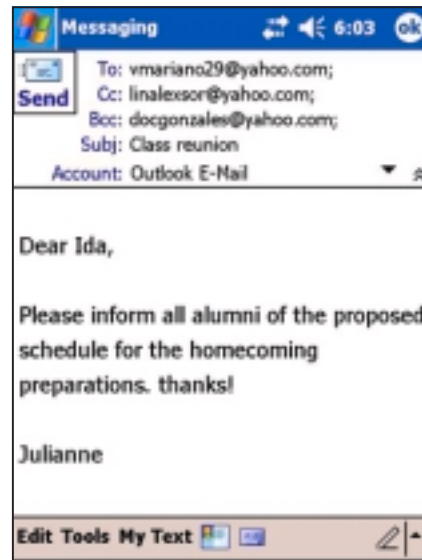 Messaging 6:03 ok
Send
To: vmariano29@yahoo.com;
Cc: linalexsor@yahoo.com;
Bcc: docgonzales@yahoo.com;
Subj: Class reunion
Account: Outlook E-Mail
Dear Ida,
Please inform all alumni of the proposed
schedule for the homecoming
preparations. thanks!
Julianne
Edit Tools My Text